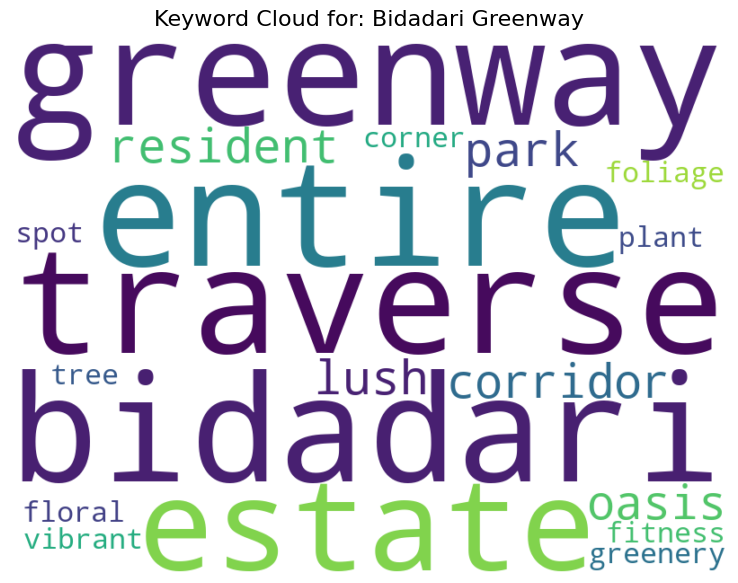 Keyword Cloud for: Bidadari Greenway
greenway
resident
corner
park
foliage
entire
spot
plant
traverse
tree
lush
corridor
bidadari
floral
estate
oasis
vibrant
fitness
greenery